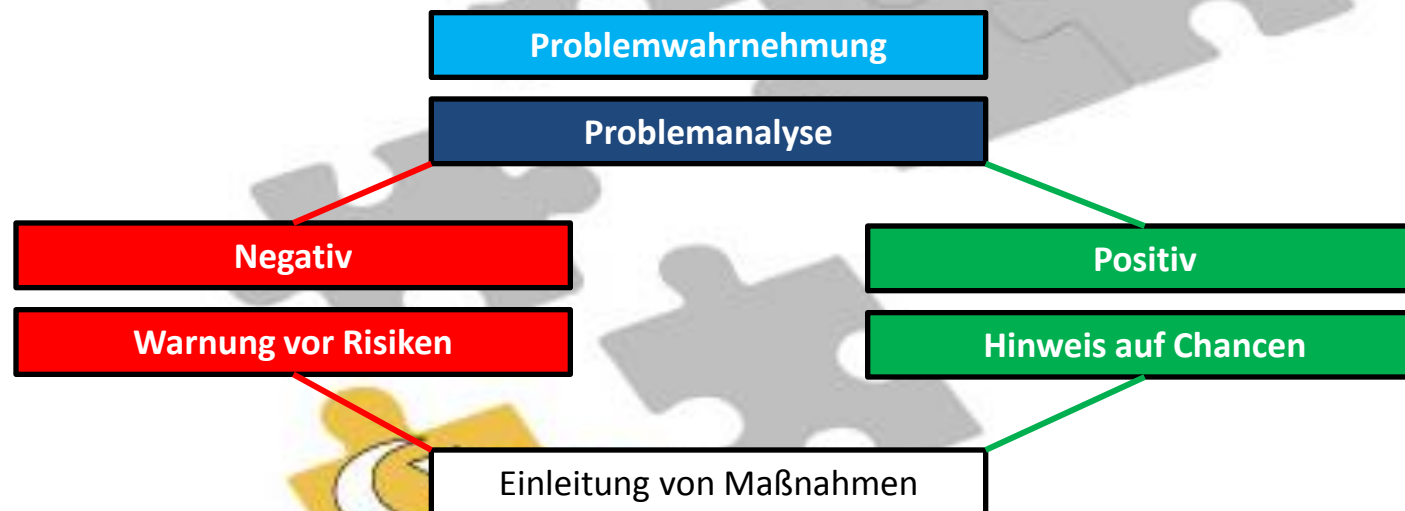 Problemwahrnehmung
Problemanalyse
Negativ
Positiv
Warnung vor Risiken
Hinweis auf Chancen
Einleitung von Maßnahmen